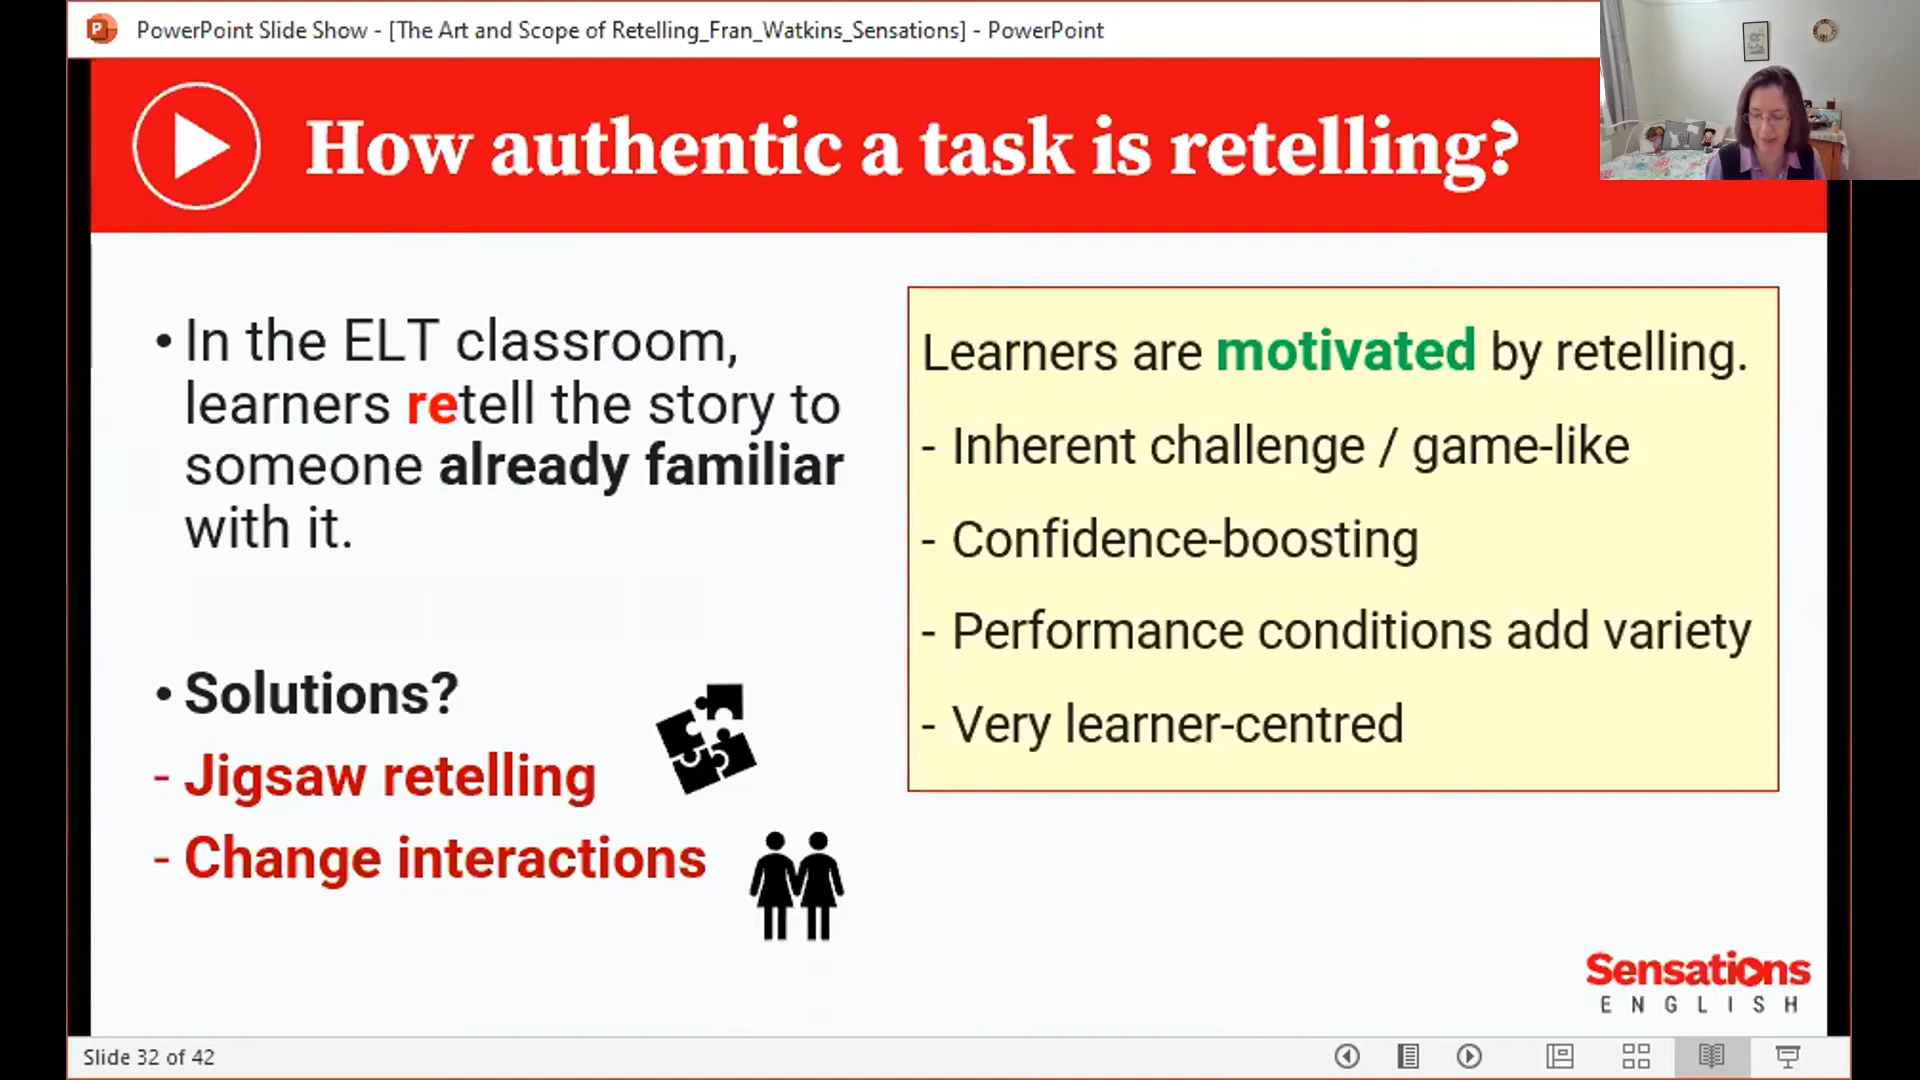 PowerPoint Slide Show - [The Art and Scope of Retelling_Fran_Watkins_Sensations] - PowerPoint
How authentic a task is retelling?
• In the ELT classroom,
learners retell the story to
someone already familiar
with it.
• Solutions?
- Jigsaw retelling
- Change interactions
Learners are motivated by retelling.
- Inherent challenge / game-like
- Confidence-boosting
- Performance conditions add variety
- Very learner-centred
Sensations
ENGLISH
Slide 32 of 42